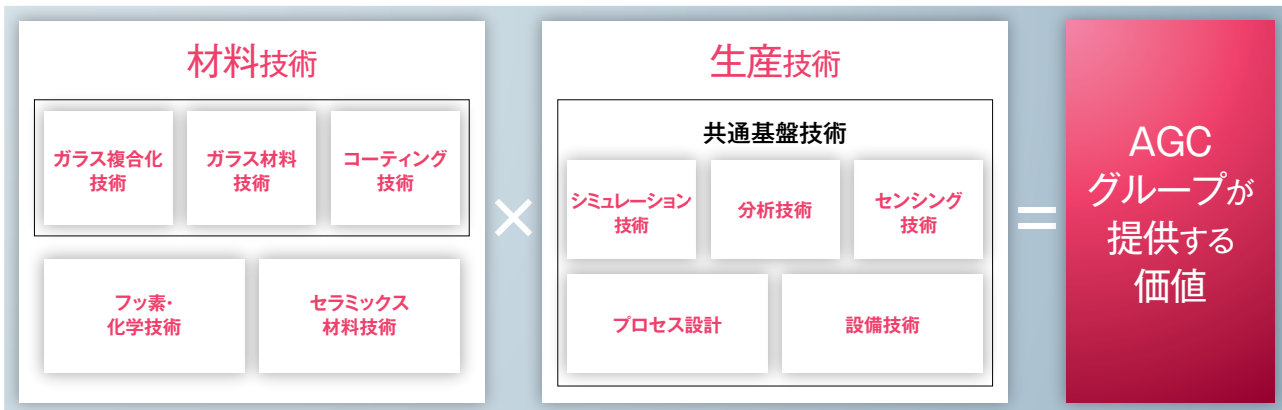 材料技術
ガラス複合化
技術
ガラス材料
技術
コーティング
技術
フッ素・
化学技術
セラミックス
材料技術
×
生産技術
共通基盤技術
シミュレーション
技術
分析技術
センシング
技術
プロセス設計
設備技術
=
AGC
グループが
提供する
価値